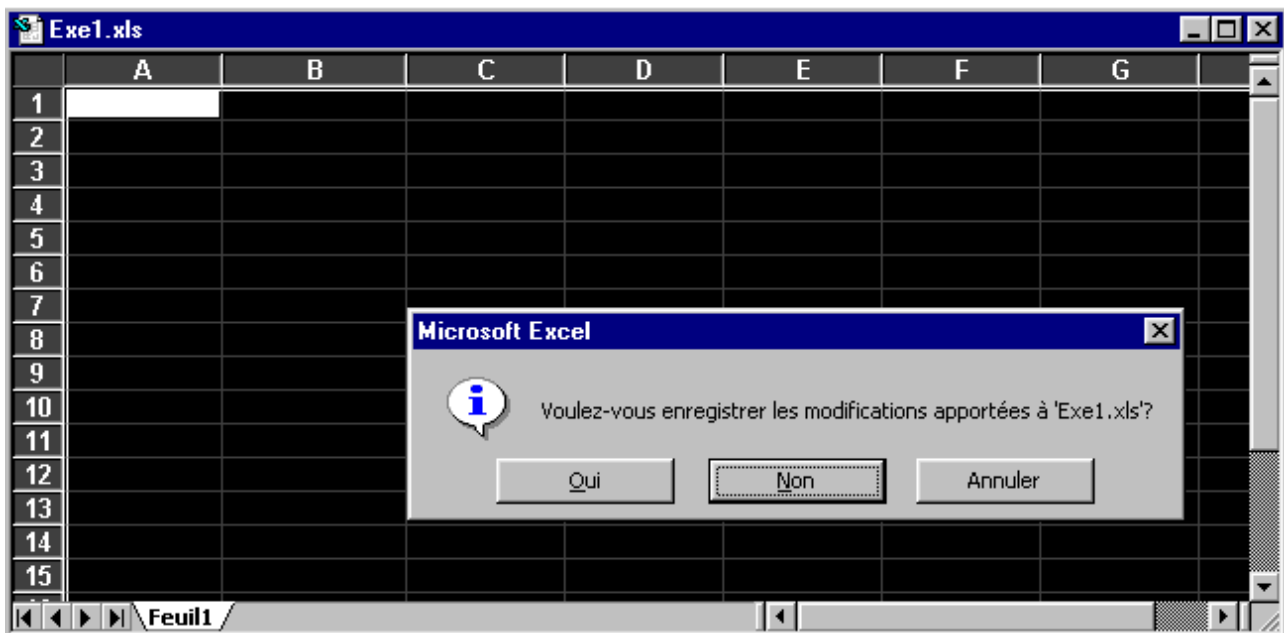 Exe1.xls
A B C D E F G
1
2
3
4
5
6
7
8
9
10
11
12
13
14
15
Microsoft Excel
Voulez-vous enregistrer les modifications apportées à 'Exe1.xls'?
Oui Non Annuler
Feuil1